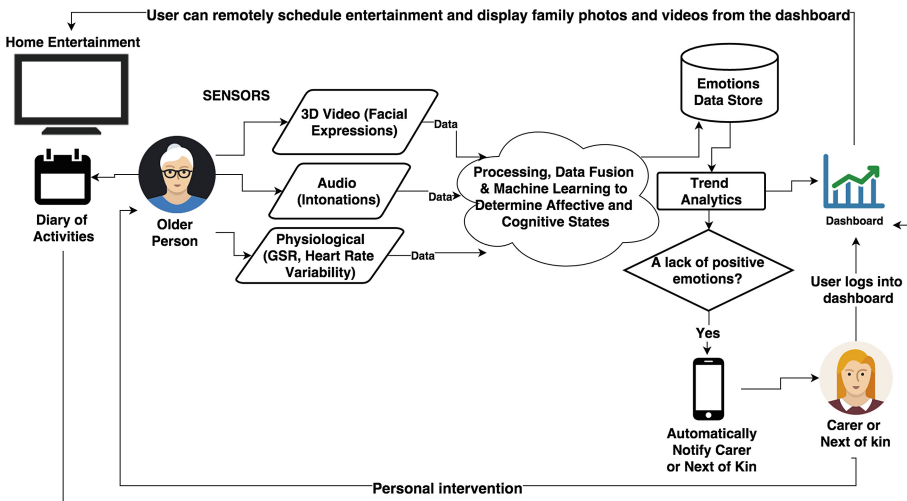 User can remotely schedule entertainment and display family photos and videos from the dashboard
Home Entertainment
SENSORS
3D Video (Facial
Expressions)
Data
Audio
(Intonations)
Data
Physiological
(GSR, Heart Rate
Variability)
Data
Diary of
Activities
Older
Person
Processing, Data Fusion
& Machine Learning to
Determine Affective and
Cognitive States
Emotions
Data Store
Trend
Analytics
Dashboard
A lack of positive
emotions?
User logs into
dashboard
Yes
Automatically
Notify Carer
or Next of Kin
Carer or
Next of kin
Personal intervention